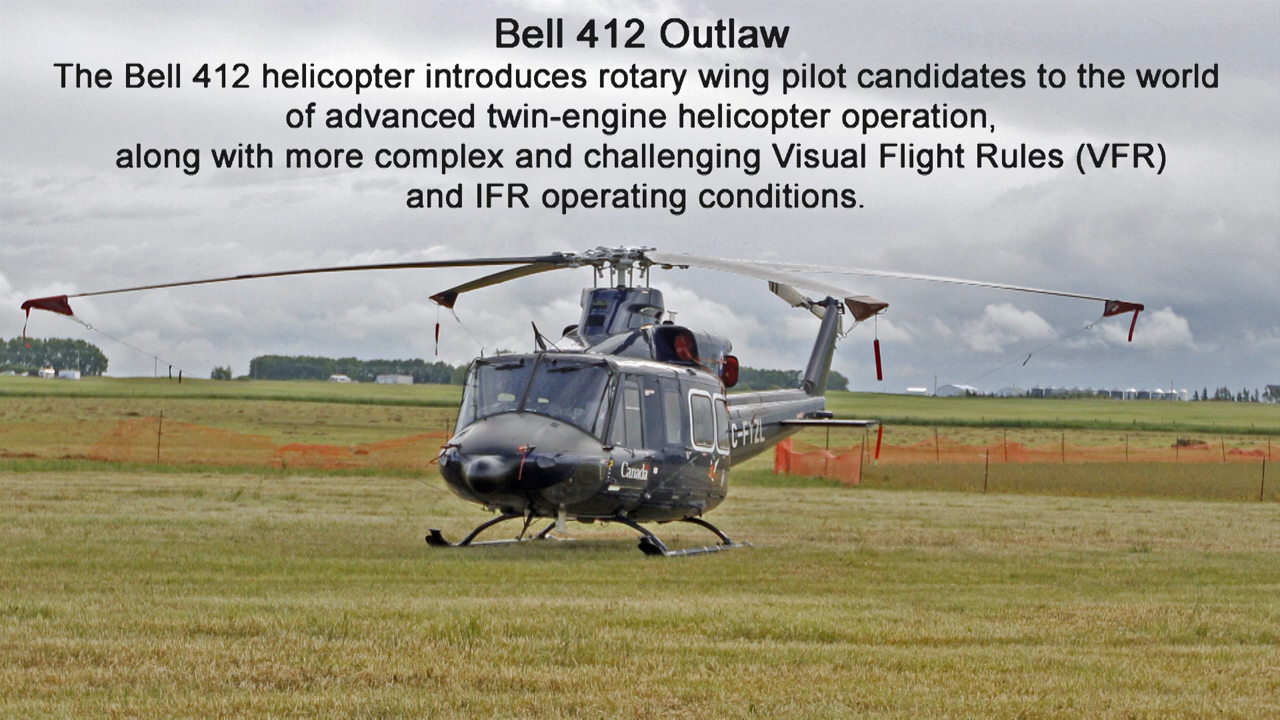 Bell 412 Outlaw
The Bell 412 helicopter introduces rotary wing pilot candidates to the world
of advanced twin-engine helicopter operation,
along with more complex and challenging Visual Flight Rules (VFR)
and IFR operating conditions.
Canada